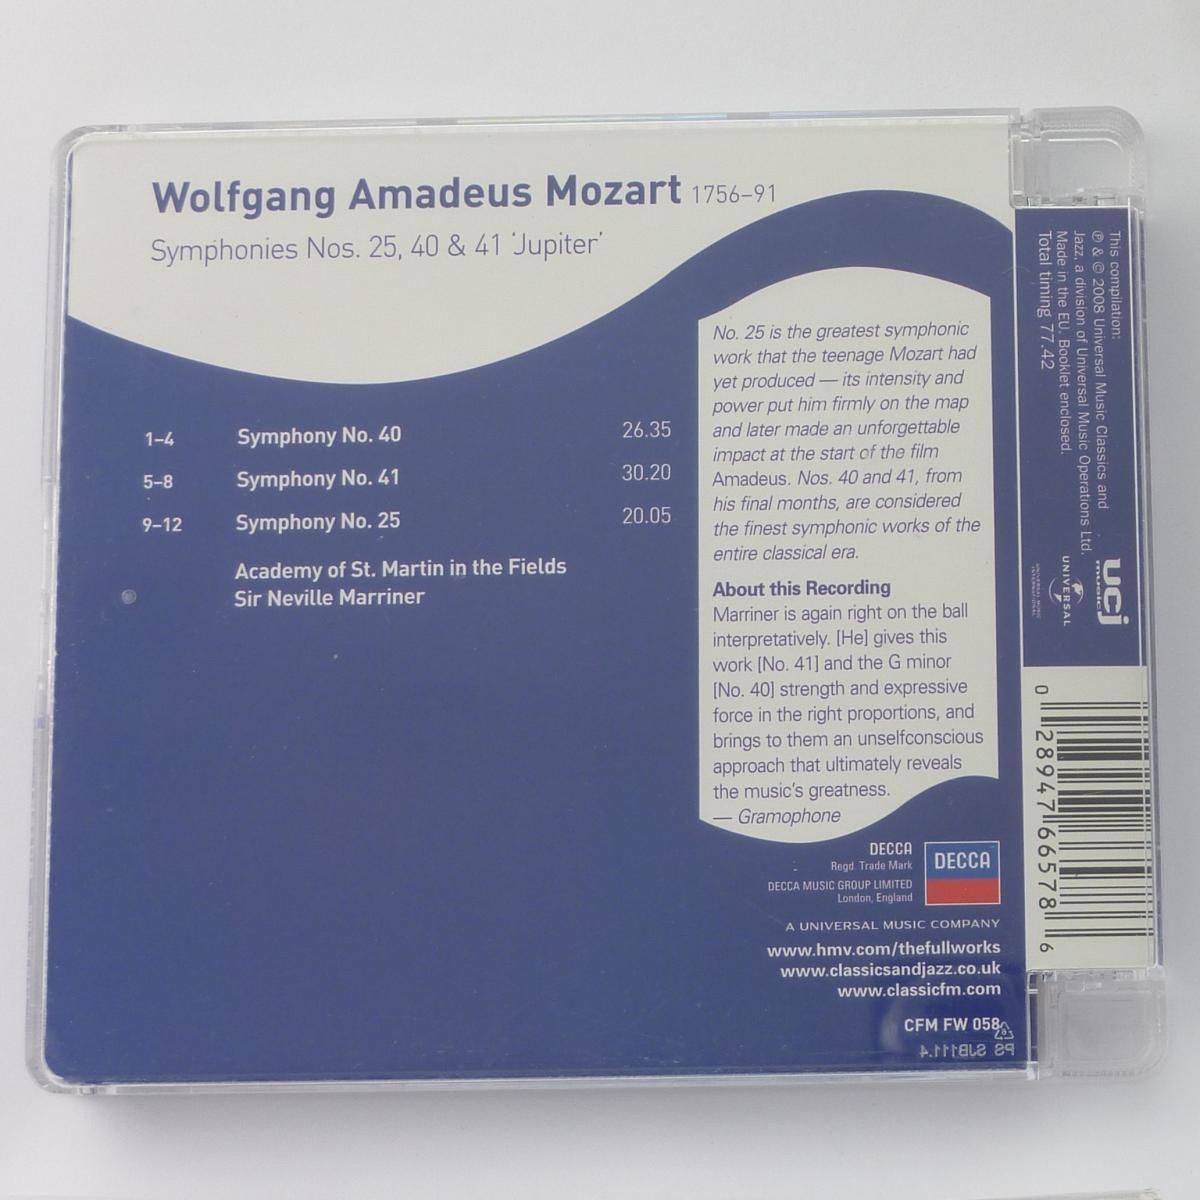 Wolfgang Amadeus Mozart 1756–91
Symphonies Nos. 25, 40 & 41 ‘Jupiter’
1–4 Symphony No. 40 26.35
5–8 Symphony No. 41 30.20
9–12 Symphony No. 25 20.05
Academy of St. Martin in the Fields
Sir Neville Marriner
No. 25 is the greatest symphonic
work that the teenage Mozart had
yet produced — its intensity and
power put him firmly on the map
and later made an unforgettable
impact at the start of the film
Amadeus. Nos. 40 and 41, from
his final months, are considered
the finest symphonic works of the
entire classical era.
About this Recording
Marriner is again right on the ball
interpretatively. [He] gives this
work [No. 41] and the G minor
[No. 40] strength and expressive
force in the right proportions, and
brings to them an unselfconscious
approach that ultimately reveals
the music’s greatness.
— Gramophone
DECCA
Regd. Trade Mark
DECCA MUSIC GROUP LIMITED
London, England
DECCA
A UNIVERSAL MUSIC COMPANY
www.hmv.com/thefullworks
www.classicsandjazz.co.uk
www.classicfm.com
CFM FW 058
PS SJB111.4
This compilation:
℗ & © 2008 Universal Music Classics and
Jazz, a division of Universal Music Operations Ltd.
Made in the EU. Booklet enclosed.
Total timing 77.42
ucj
music
UNIVERSAL
UNIVERSAL MUSIC
INTERNATIONAL
0 28947 66578 6